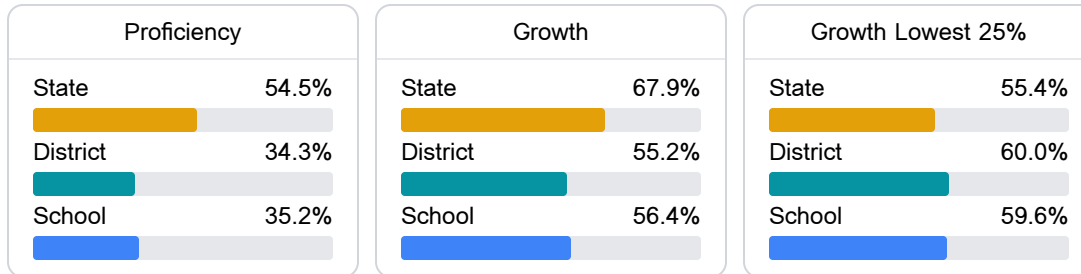 Proficiency
State 54.5%
District 34.3%
School 35.2%
Growth
State 67.9%
District 55.2%
School 56.4%
Growth Lowest 25%
State 55.4%
District 60.0%
School 59.6%